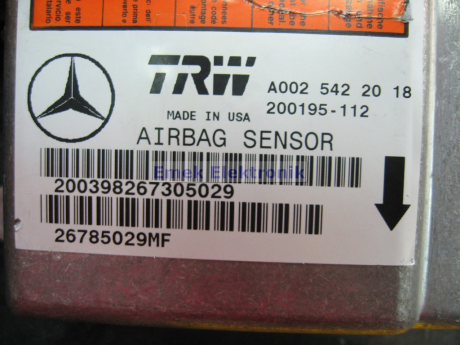 TRW
A002 542 20 18
200195-112
MADE IN USA
AIRBAG SENSOR
Emek Elektronik
200398267305029
26785029MF